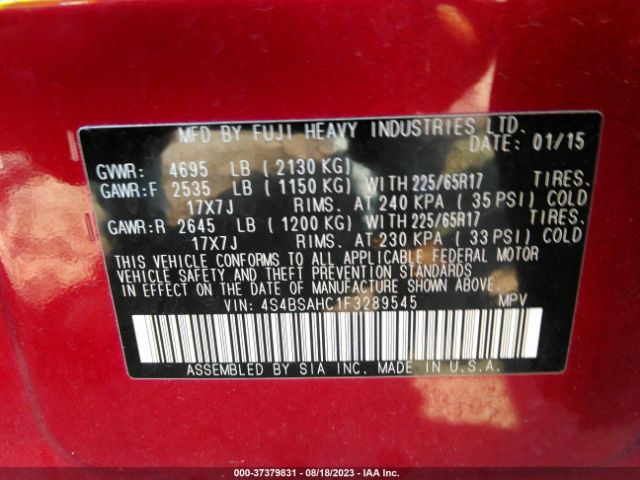 MFD BY FUJI HEAVY INDUSTRIES LTD.
DATE: 01/15
GVWR: 4695 LB (2130 KG)
GAWR:F 2535 LB (1150 KG) WITH 225/65R17 TIRES.
17X7J RIMS. AT 240 KPA (35 PSI) COLD
GAWR:R 2645 LB (1200 KG) WITH 225/65R17 TIRES.
17X7J RIMS. AT 230 KPA (33 PSI) COLD
THIS VEHICLE CONFORMS TO ALL APPLICABLE FEDERAL MOTOR
VEHICLE SAFETY AND THEFT PREVENTION STANDARDS
IN EFFECT ON THE DATE OF MANUFACTURE SHOWN ABOVE.
VIN: 4S4BSAHC1F3289545 MPV
ASSEMBLED BY SIA INC. MADE IN U.S.A.
000-37379831 - 08/18/2023 - IAA Inc.